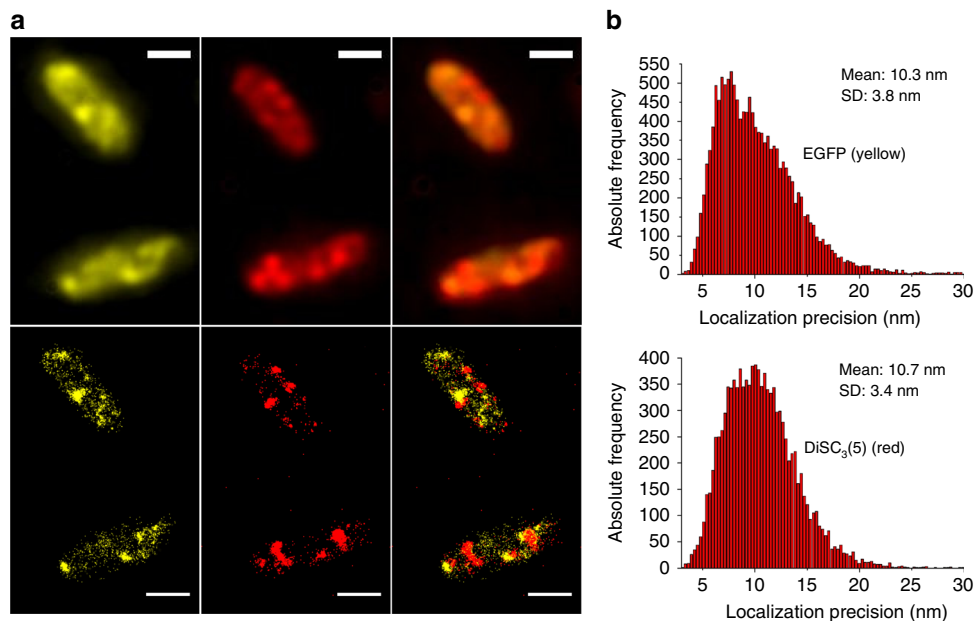 a
b
550
500
450
400
350
300
250
200
150
100
50
0
Absolute frequency
Mean: 10.3 nm
SD: 3.8 nm
EGFP (yellow)
5 10 15 20 25 30
Localization precision (nm)
400
350
300
250
200
150
100
50
0
Absolute frequency
Mean: 10.7 nm
SD: 3.4 nm
DiSC₃(5) (red)
5 10 15 20 25 30
Localization precision (nm)